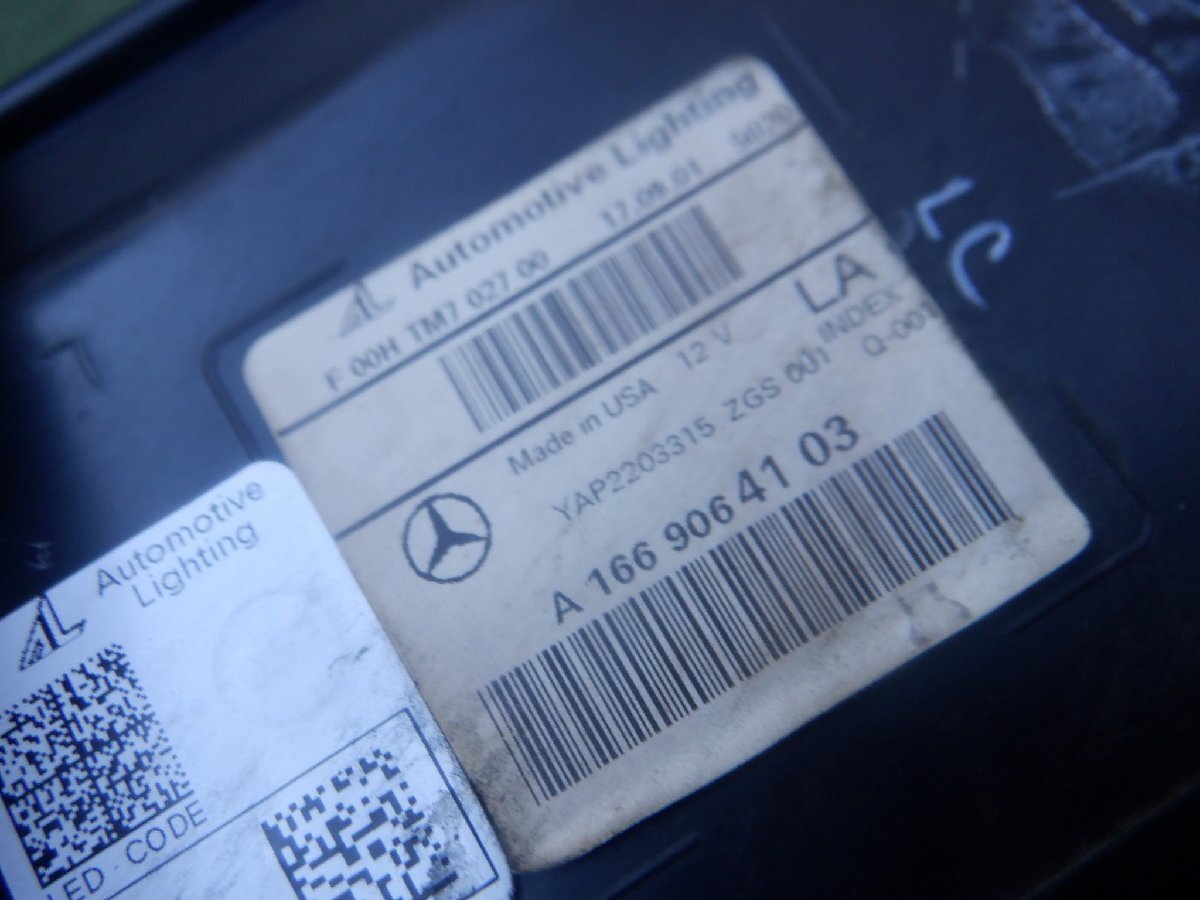 Automotive Lighting
F 00H TM7 027 00 17.09.01
Made in USA 12 V LA
YAP2203315 ZGS 001 INDEX
A 166 906 41 03
LC
Automotive
Lighting
LED-CODE